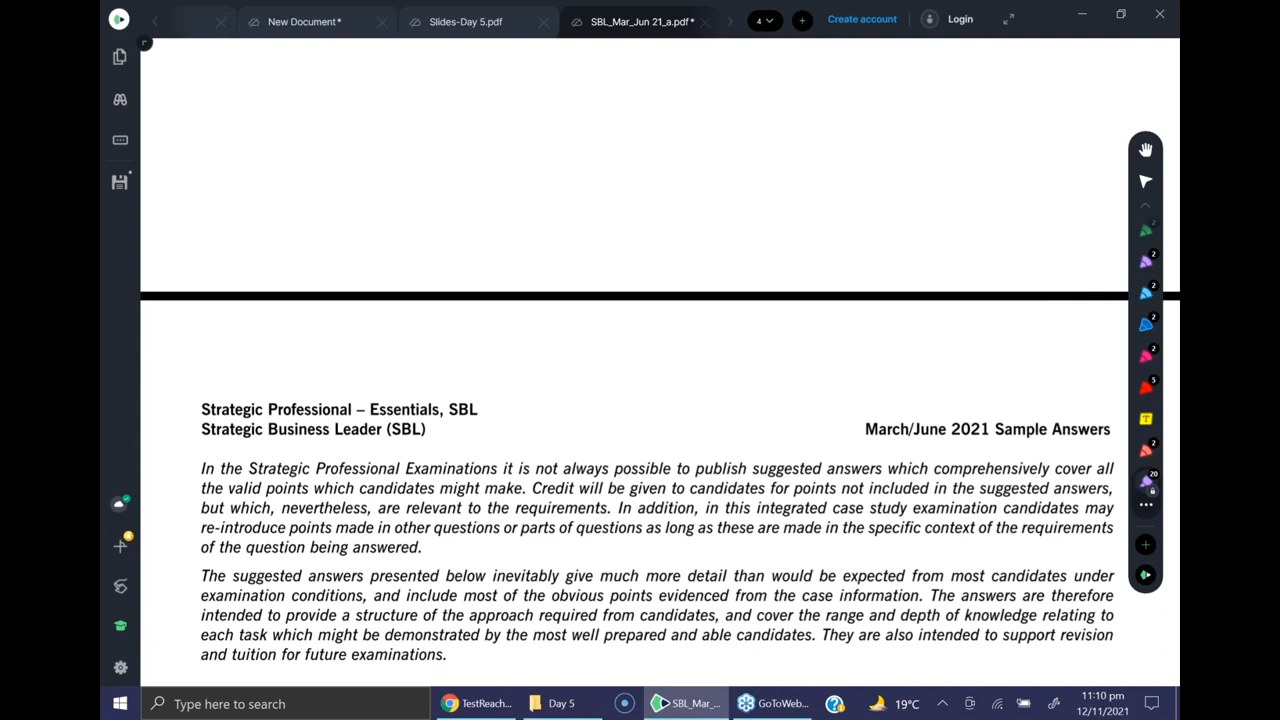 New Document*
Slides-Day 5.pdf
SBL_Mar_Jun 21_a.pdf*
4
Create account
Login
2
2
2
2
2
5
T
2
20
Strategic Professional – Essentials, SBL
Strategic Business Leader (SBL)
March/June 2021 Sample Answers
In the Strategic Professional Examinations it is not always possible to publish suggested answers which comprehensively cover all
the valid points which candidates might make. Credit will be given to candidates for points not included in the suggested answers,
but which, nevertheless, are relevant to the requirements. In addition, in this integrated case study examination candidates may
re-introduce points made in other questions or parts of questions as long as these are made in the specific context of the requirements
of the question being answered.
The suggested answers presented below inevitably give much more detail than would be expected from most candidates under
examination conditions, and include most of the obvious points evidenced from the case information. The answers are therefore
intended to provide a structure of the approach required from candidates, and cover the range and depth of knowledge relating to
each task which might be demonstrated by the most well prepared and able candidates. They are also intended to support revision
and tuition for future examinations.
Type here to search
TestReach...
Day 5
SBL_Mar_...
GoToWeb...
19°C
11:10 pm
12/11/2021